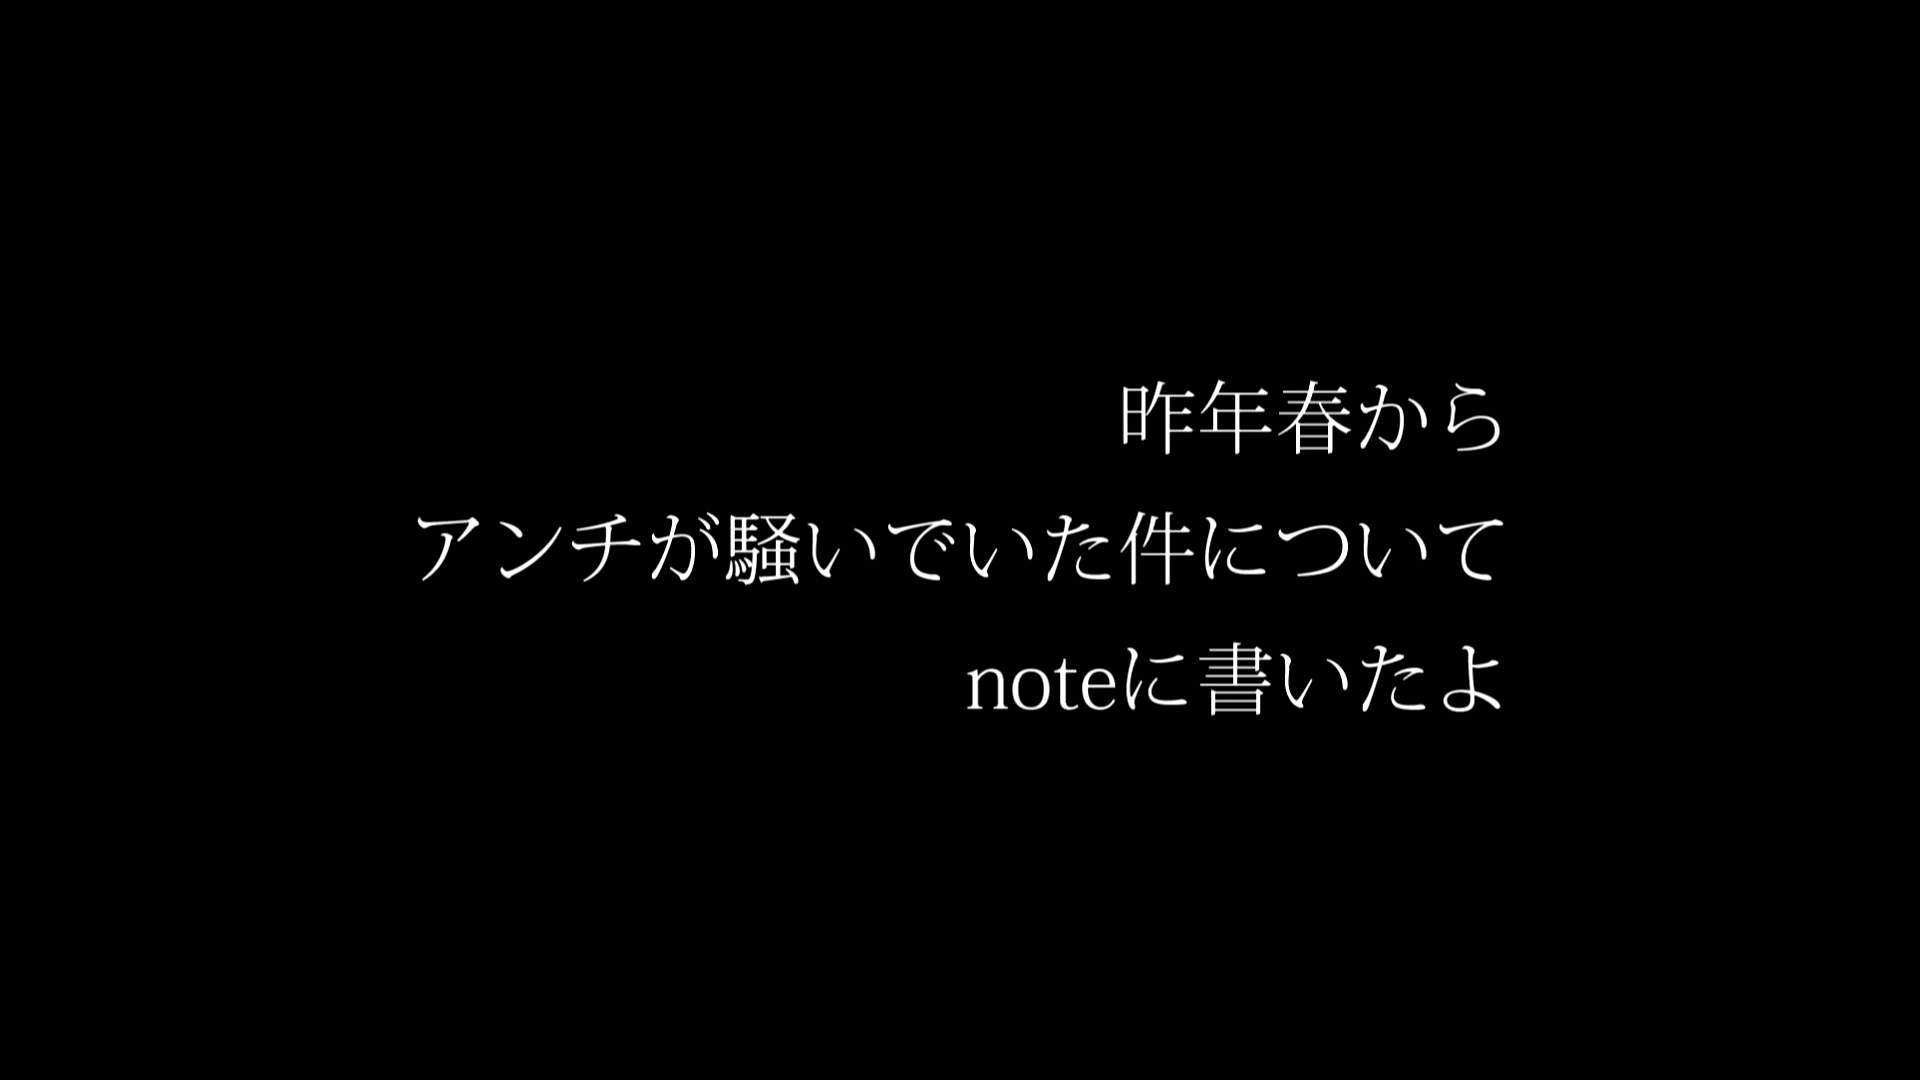 昨年春から
アンチが騒いでいた件について
noteに書いたよ